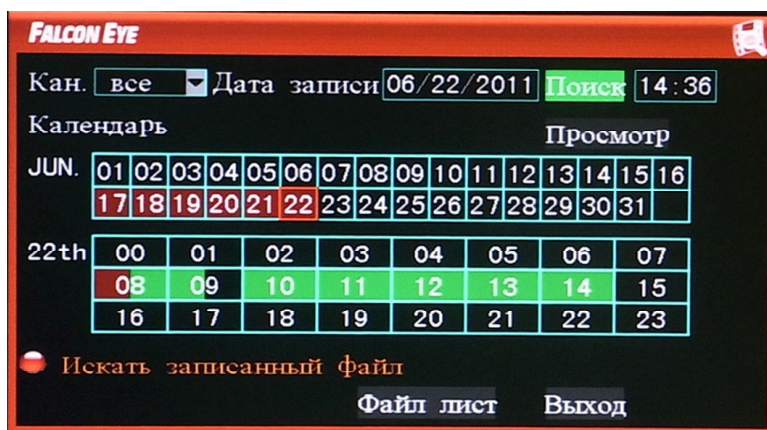 FALCON EYE
Кан. все Дата записи 06/22/2011 Поиск 14:36
Календарь Просмотр
JUN. 01 02 03 04 05 06 07 08 09 10 11 12 13 14 15 16
17 18 19 20 21 22 23 24 25 26 27 28 29 30 31
22th 00 01 02 03 04 05 06 07
08 09 10 11 12 13 14 15
16 17 18 19 20 21 22 23
Искать записанный файл
Файл лист Выход